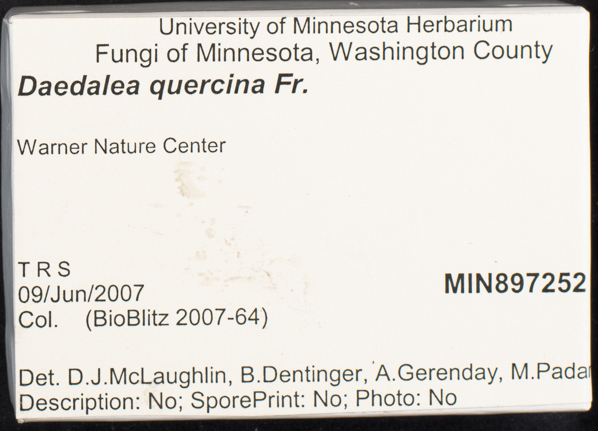 University of Minnesota Herbarium
Fungi of Minnesota, Washington County
Daedalea quercina Fr.
Warner Nature Center
T R S
09/Jun/2007
MIN897252
Col. (BioBlitz 2007-64)
Det. D.J.McLaughlin, B.Dentinger, A.Gerenday, M.Pada
Description: No; SporePrint: No; Photo: No